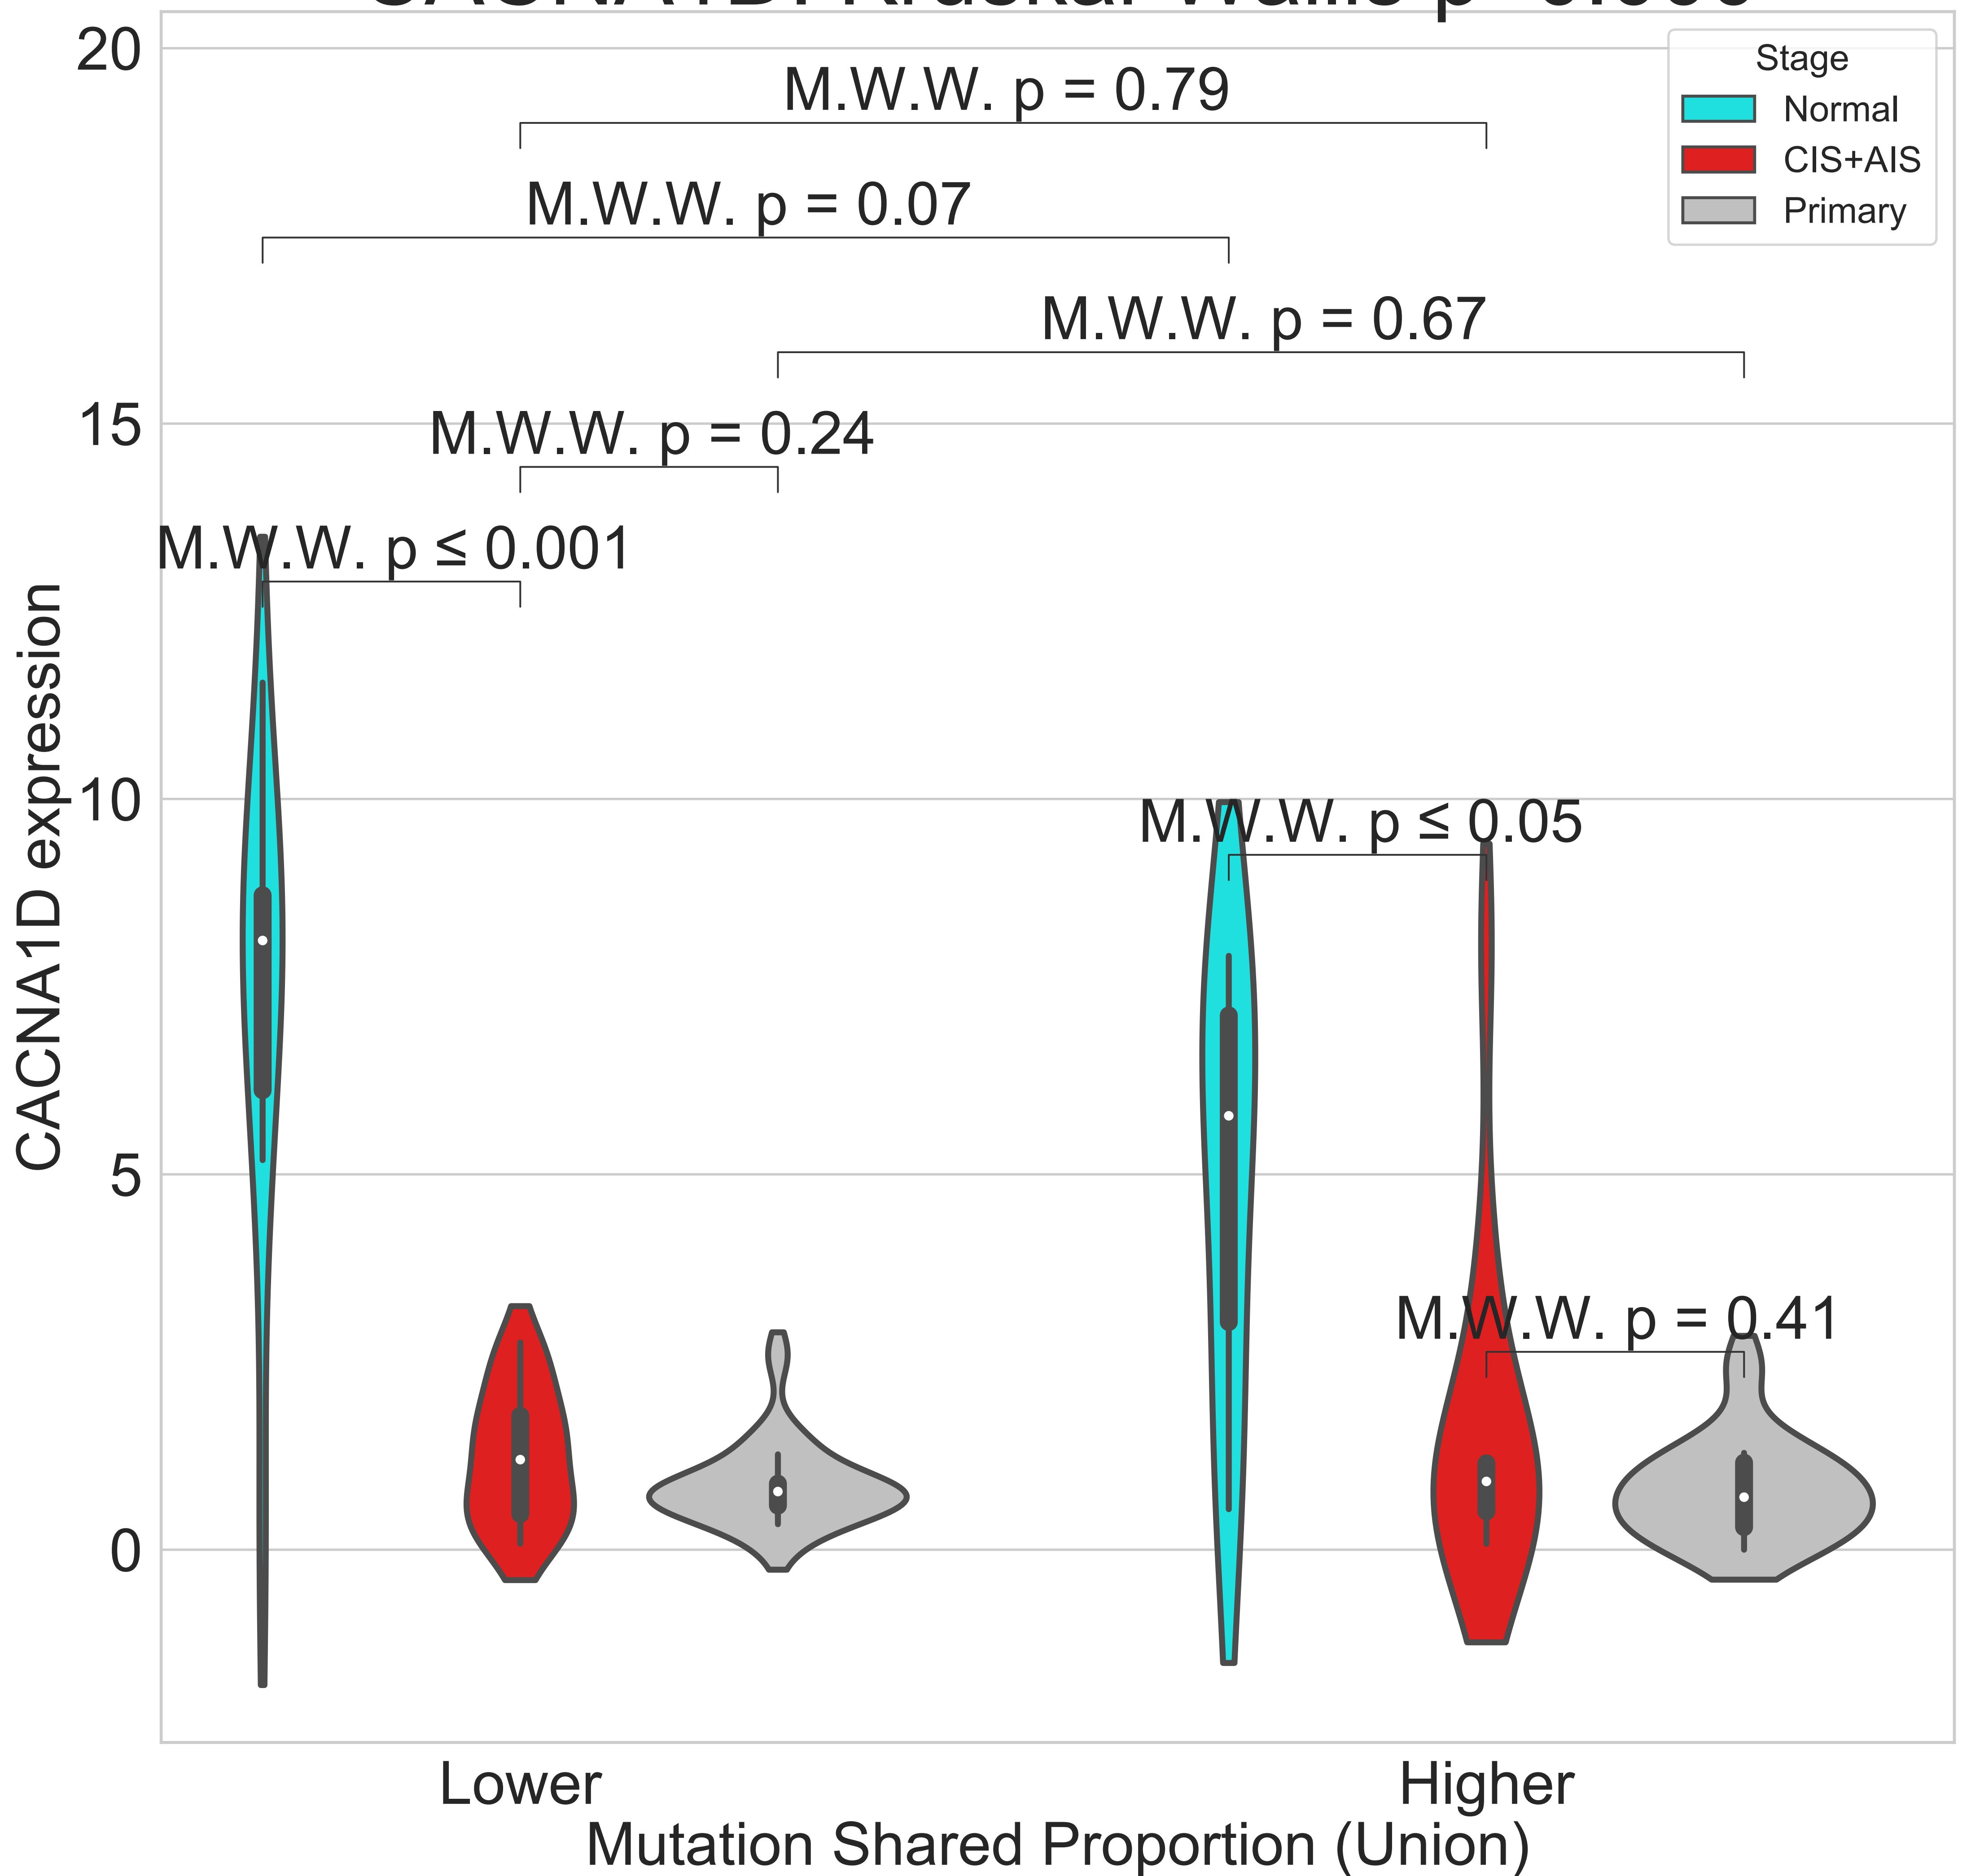 20
15
10
5
0
CACNA1D expression
Stage
Normal
CIS+AIS
Primary
M.W.W. p = 0.79
M.W.W. p = 0.07
M.W.W. p = 0.67
M.W.W. p = 0.24
M.W.W. p ≤ 0.001
M.W.W. p ≤ 0.05
M.W.W. p = 0.41
Lower
Higher
Mutation Shared Proportion (Union)